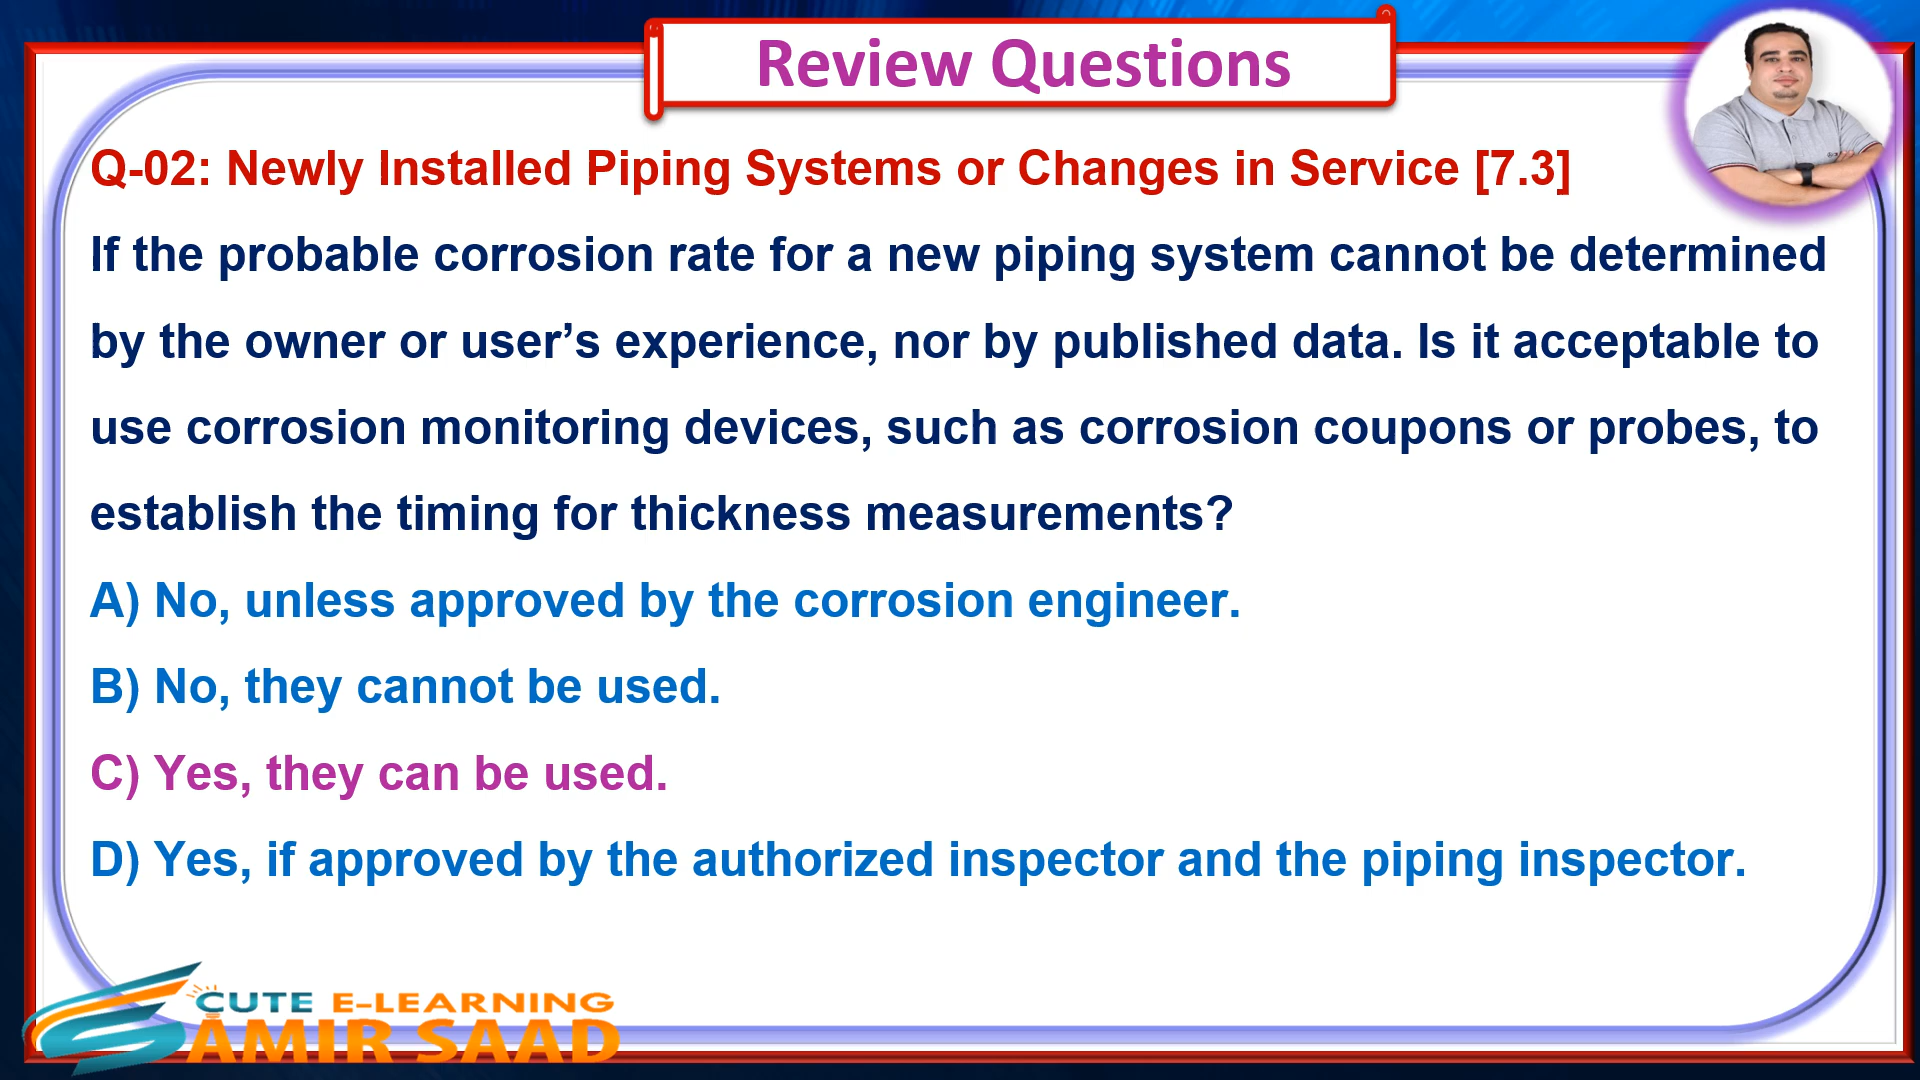 Review Questions
Q-02: Newly Installed Piping Systems or Changes in Service [7.3]
If the probable corrosion rate for a new piping system cannot be determined
by the owner or user’s experience, nor by published data. Is it acceptable to
use corrosion monitoring devices, such as corrosion coupons or probes, to
establish the timing for thickness measurements?
A) No, unless approved by the corrosion engineer.
B) No, they cannot be used.
C) Yes, they can be used.
D) Yes, if approved by the authorized inspector and the piping inspector.
CUTE E-LEARNING
AMIR SAAD